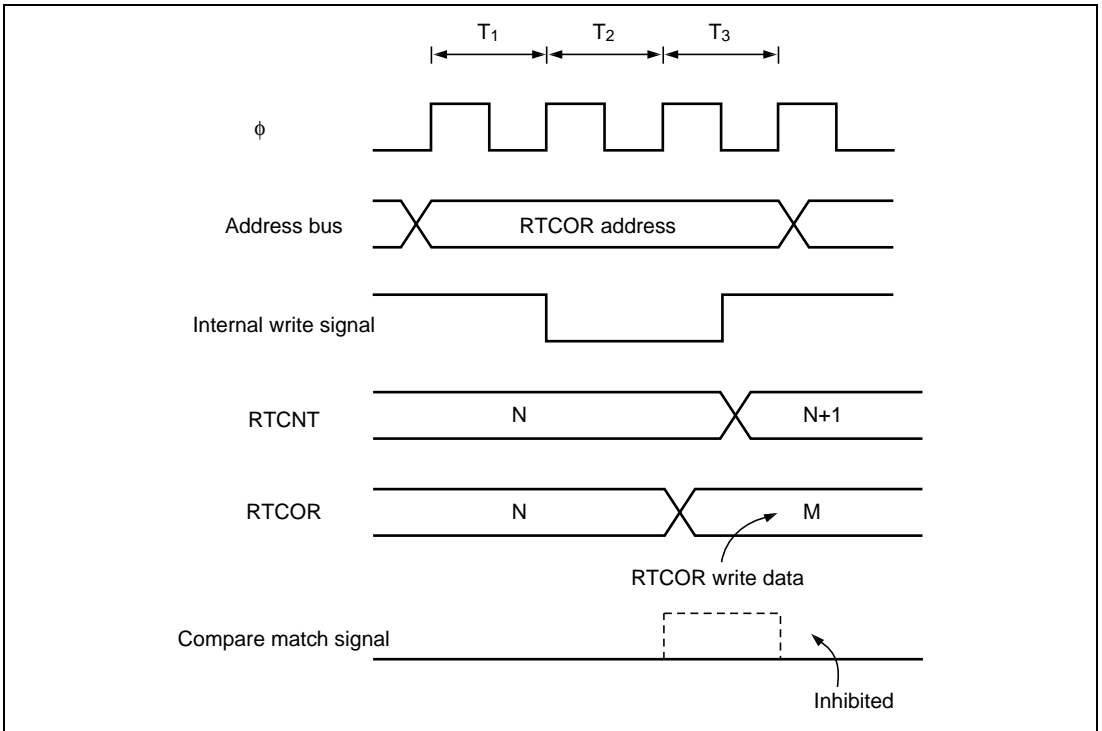 T1 T2 T3
ϕ
Address bus RTCOR address
Internal write signal
RTCNT N N+1
RTCOR N M
RTCOR write data
Compare match signal
Inhibited